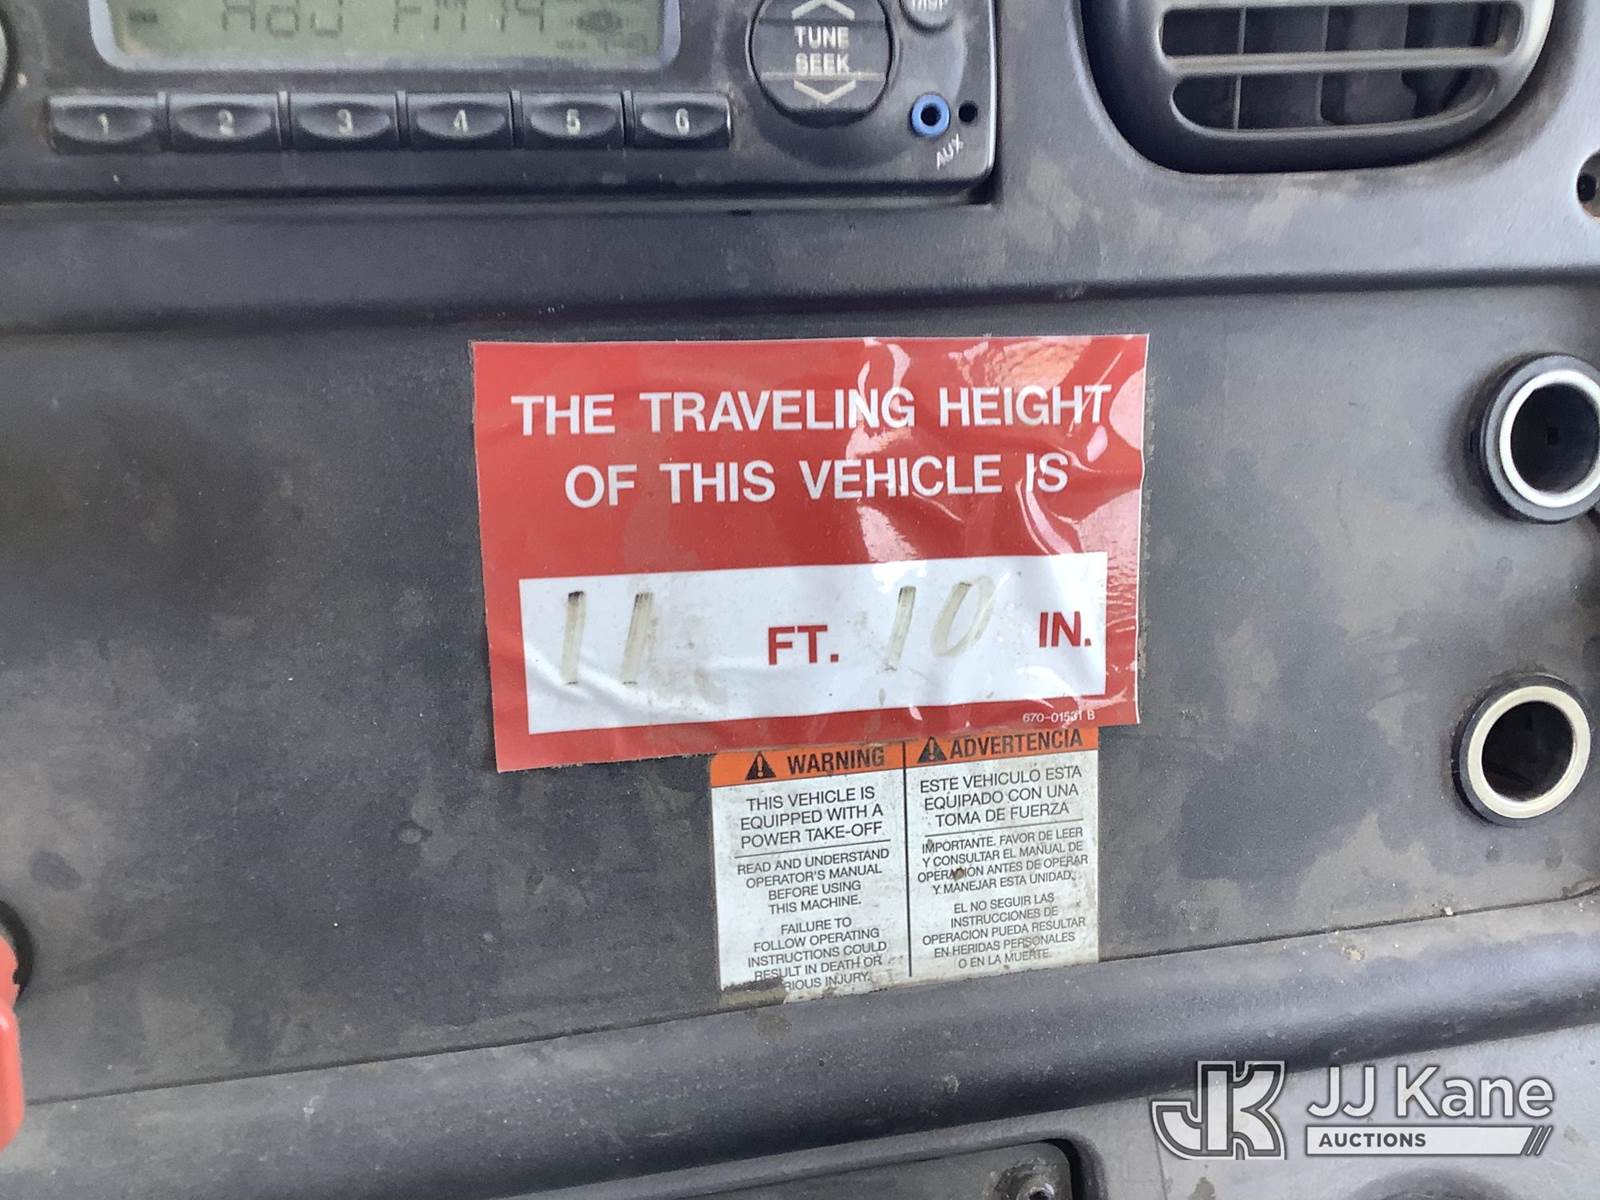 TUNE
SEEK
1 2 3 4 5 6
AUX
THE TRAVELING HEIGHT
OF THIS VEHICLE IS
11 FT. 10 IN.
670-01531 B
WARNING
THIS VEHICLE IS
EQUIPPED WITH A
POWER TAKE-OFF
READ AND UNDERSTAND
OPERATOR'S MANUAL
BEFORE USING
THIS MACHINE.
FAILURE TO
FOLLOW OPERATING
INSTRUCTIONS COULD
RESULT IN DEATH OR
RIOUS INJURY.
ADVERTENCIA
ESTE VEHICULO ESTA
EQUIPADO CON UNA
TOMA DE FUERZA
IMPORTANTE, FAVOR DE LEER
Y CONSULTAR EL MANUAL DE
OPERACIÓN ANTES DE OPERAR
Y MANEJAR ESTA UNIDAD.
EL NO SEGUIR LAS
INSTRUCCIONES DE
OPERACION PUEDA RESULTAR
EN HERIDAS PERSONALES
O EN LA MUERTE.
JK JJ Kane
AUCTIONS